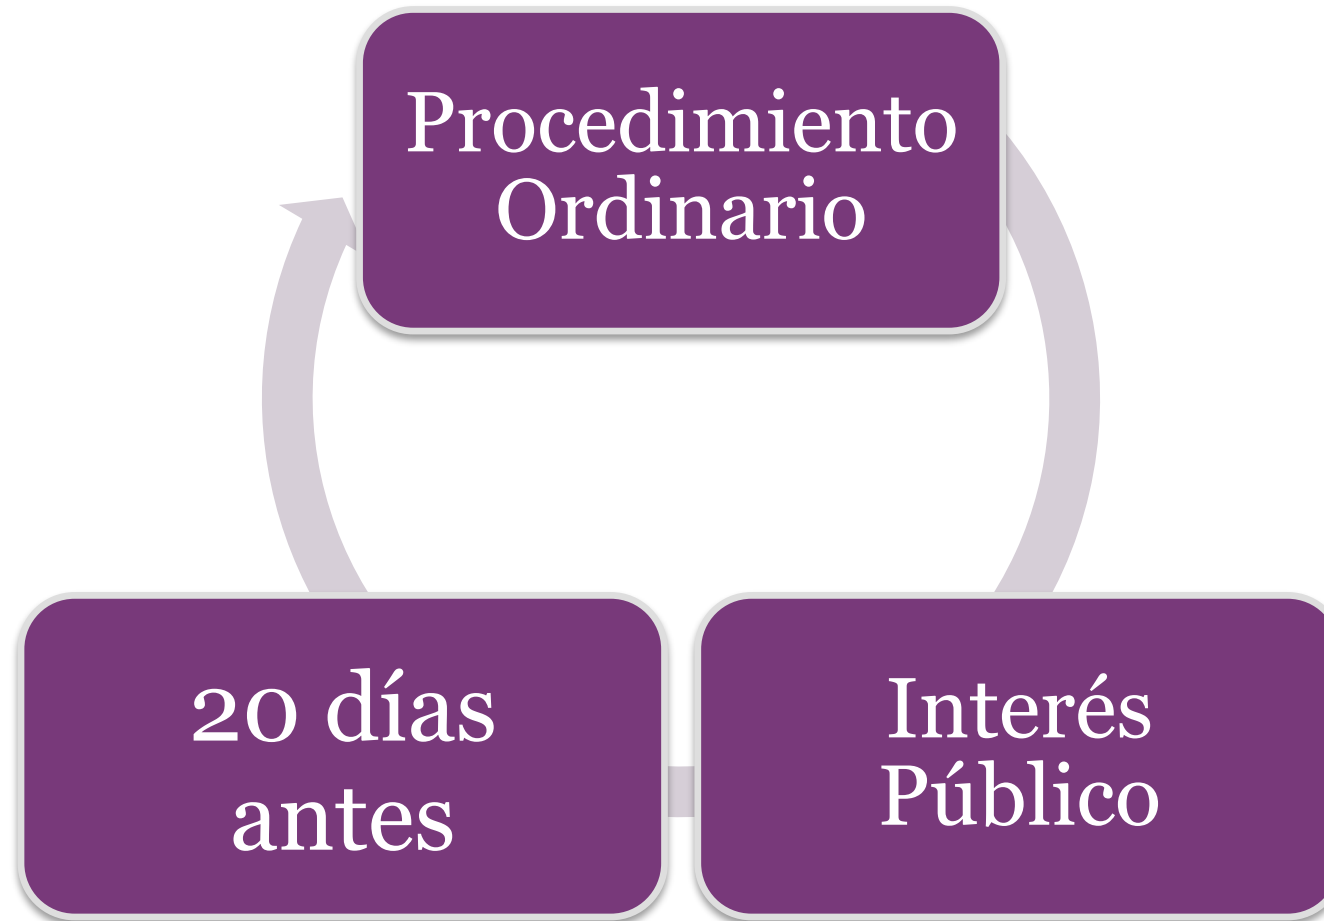 Procedimiento
Ordinario
20 días
antes
Interés
Público